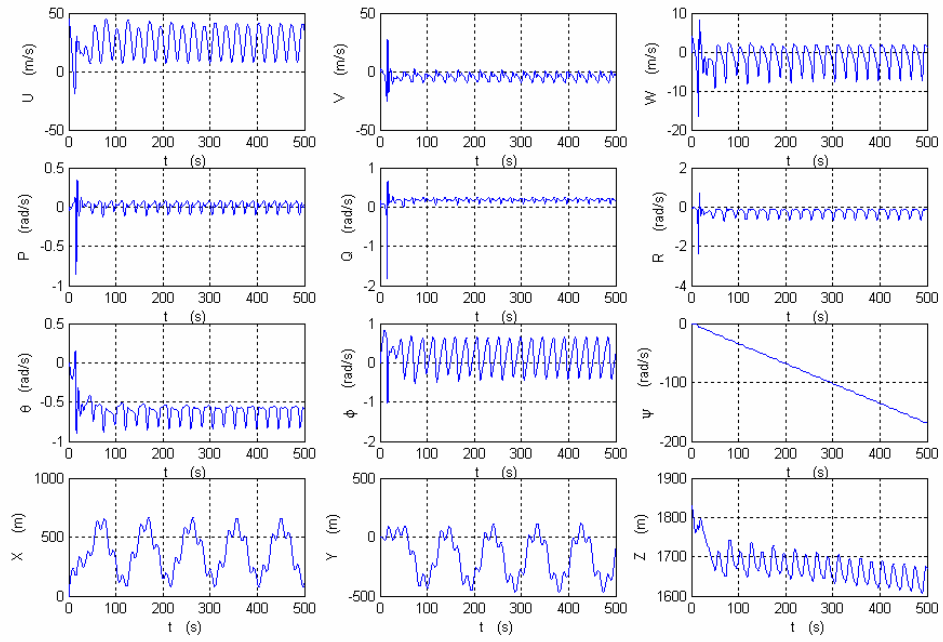 50
0
-50
U (m/s)
0 100 200 300 400 500
t (s)
50
0
-50
V (m/s)
0 100 200 300 400 500
t (s)
10
0
-10
-20
W (m/s)
0 100 200 300 400 500
t (s)
0.5
0
-0.5
-1
P (rad/s)
0 100 200 300 400 500
t (s)
1
0
-1
-2
Q (rad/s)
0 100 200 300 400 500
t (s)
2
0
-2
-4
R (rad/s)
0 100 200 300 400 500
t (s)
0.5
0
-0.5
-1
θ (rad/s)
0 100 200 300 400 500
t (s)
1
0
-1
-2
ϕ (rad/s)
0 100 200 300 400 500
t (s)
0
-100
-200
Ψ (rad/s)
0 100 200 300 400 500
t (s)
1000
500
0
X (m)
0 100 200 300 400 500
t (s)
500
0
-500
Y (m)
0 100 200 300 400 500
t (s)
1900
1800
1700
1600
Z (m)
0 100 200 300 400 500
t (s)